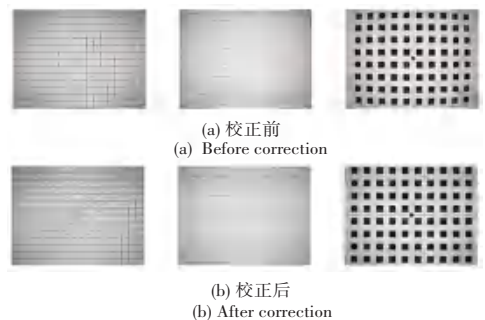 (a) 校正前
(a) Before correction
(b) 校正后
(b) After correction